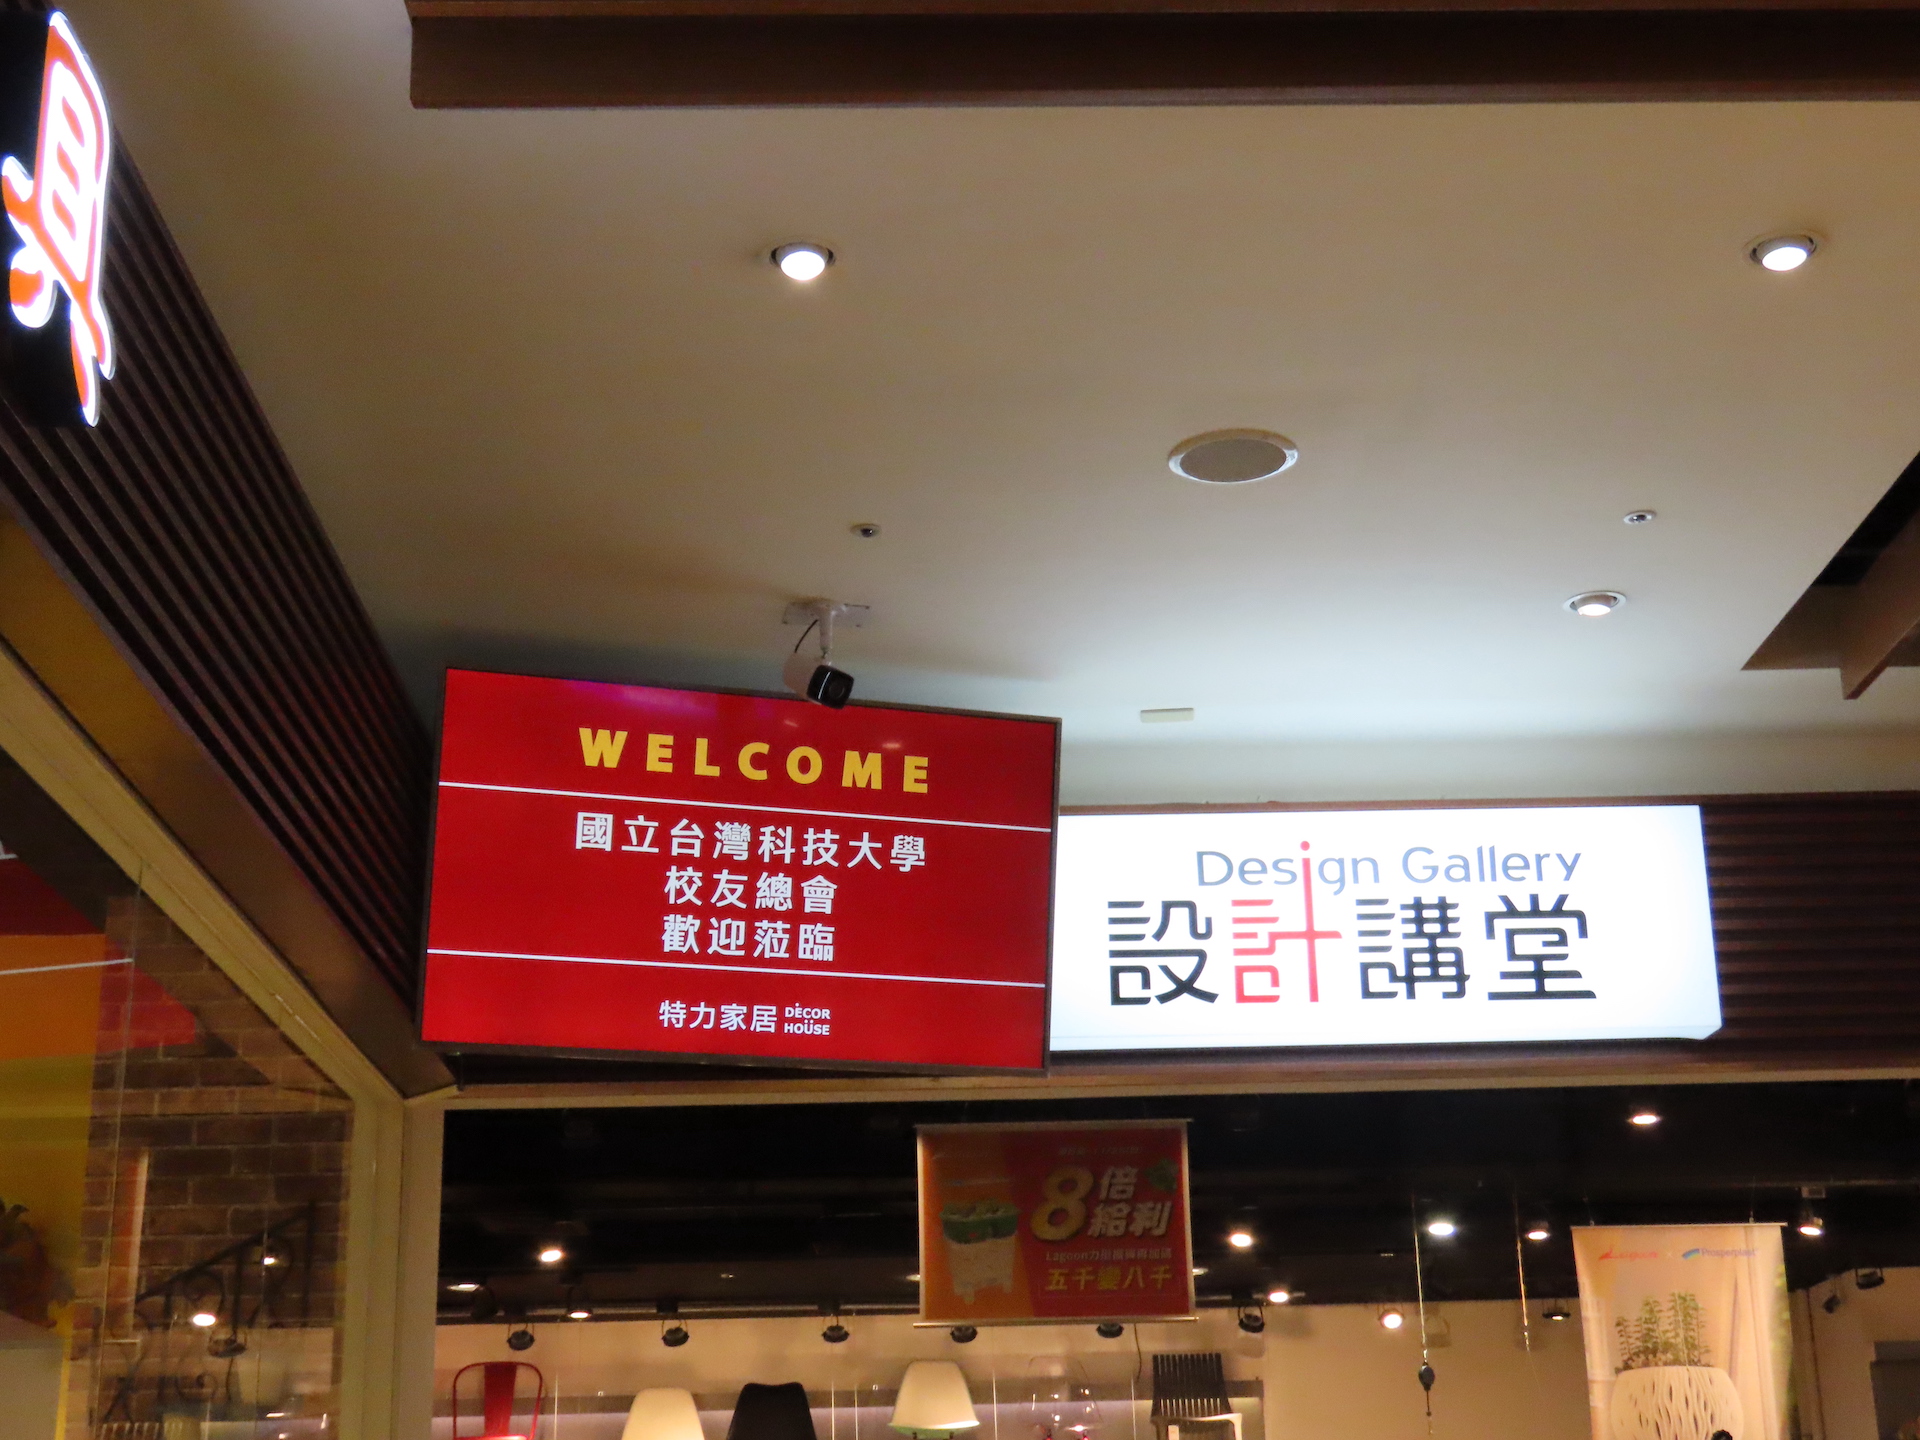 WELCOME
國立台灣科技大學
校友總會
歡迎蒞臨
特力家居 DÉCOR HOÜSE
Design Gallery
設計講堂
8倍
給利
五千變八千
Prosperplast